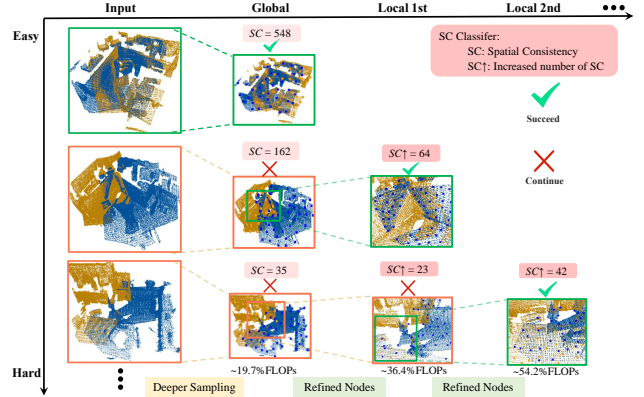 Input Global Local 1st Local 2nd
Easy
SC = 548
SC Classifer:
SC: Spatial Consistency
SC↑: Increased number of SC
Succeed
SC = 162
SC↑ = 64
Continue
SC = 35
SC↑ = 23
SC↑ = 42
Hard
~19.7%FLOPs
~36.4%FLOPs
~54.2%FLOPs
Deeper Sampling
Refined Nodes
Refined Nodes